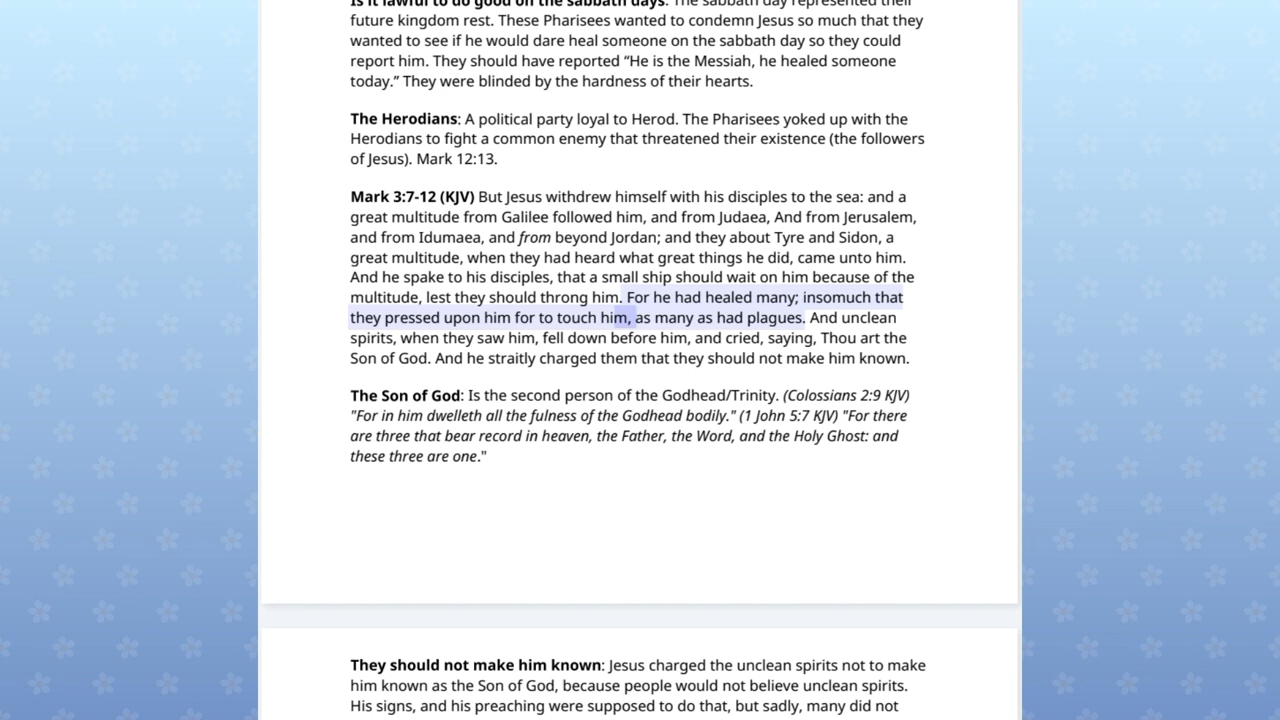 Is it lawful to do good on the sabbath days: The sabbath day represented their
future kingdom rest. These Pharisees wanted to condemn Jesus so much that they
wanted to see if he would dare heal someone on the sabbath day so they could
report him. They should have reported “He is the Messiah, he healed someone
today.” They were blinded by the hardness of their hearts.
The Herodians: A political party loyal to Herod. The Pharisees yoked up with the
Herodians to fight a common enemy that threatened their existence (the followers
of Jesus). Mark 12:13.
Mark 3:7-12 (KJV) But Jesus withdrew himself with his disciples to the sea: and a
great multitude from Galilee followed him, and from Judaea, And from Jerusalem,
and from Idumaea, and from beyond Jordan; and they about Tyre and Sidon, a
great multitude, when they had heard what great things he did, came unto him.
And he spake to his disciples, that a small ship should wait on him because of the
multitude, lest they should throng him. For he had healed many; insomuch that
they pressed upon him for to touch him, as many as had plagues. And unclean
spirits, when they saw him, fell down before him, and cried, saying, Thou art the
Son of God. And he straitly charged them that they should not make him known.
The Son of God: Is the second person of the Godhead/Trinity. (Colossians 2:9 KJV)
"For in him dwelleth all the fulness of the Godhead bodily." (1 John 5:7 KJV) "For there
are three that bear record in heaven, the Father, the Word, and the Holy Ghost: and
these three are one."
They should not make him known: Jesus charged the unclean spirits not to make
him known as the Son of God, because people would not believe unclean spirits.
His signs, and his preaching were supposed to do that, but sadly, many did not